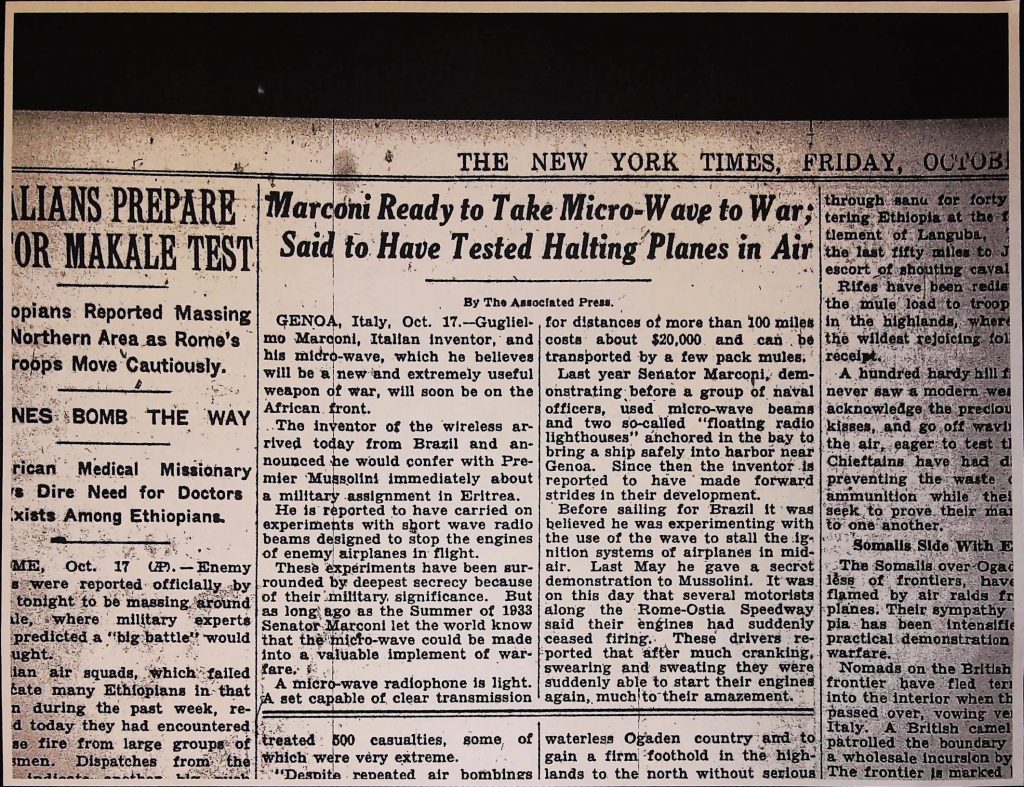 THE NEW YORK TIMES, FRIDAY, OCTOB
LIANS PREPARE
OR MAKALE TEST
opians Reported Massing
Northern Area as Rome's
roops Move Cautiously.
NES BOMB THE WAY
rican Medical Missionary
s Dire Need for Doctors
xists Among Ethiopians.
ME, Oct. 17 (AP).—Enemy
s were reported officially by
tonight to be massing around
le, where military experts
predicted a "big battle" would
ught.
ian air squads, which failed
cate many Ethiopians in that
n during the past week, re-
d today they had encountered
se fire from large groups of
smen. Dispatches from the
Marconi Ready to Take Micro-Wave to War;
Said to Have Tested Halting Planes in Air
By The Associated Press.
GENOA, Italy, Oct. 17.—Gugliel-
mo Marconi, Italian inventor, and
his micro-wave, which he believes
will be a new and extremely useful
weapon of war, will soon be on the
African front.
The inventor of the wireless ar-
rived today from Brazil and an-
nounced he would confer with Pre-
mier Mussolini immediately about
a military assignment in Eritrea.
He is reported to have carried on
experiments with short wave radio
beams designed to stop the engines
of enemy airplanes in flight.
These experiments have been sur-
rounded by deepest secrecy because
of their military significance. But
as long ago as the Summer of 1933
Senator Marconi let the world know
that the micro-wave could be made
into a valuable implement of war-
fare.
A micro-wave radiophone is light.
A set capable of clear transmission
for distances of more than 100 miles
costs about $20,000 and can be
transported by a few pack mules.
Last year Senator Marconi, dem-
onstrating before a group of naval
officers, used micro-wave beams
and two so-called "floating radio
lighthouses" anchored in the bay to
bring a ship safely into harbor near
Genoa. Since then the inventor is
reported to have made forward
strides in their development.
Before sailing for Brazil it was
believed he was experimenting with
the use of the wave to stall the ig-
nition systems of airplanes in mid-
air. Last May he gave a secret
demonstration to Mussolini. It was
on this day that several motorists
along the Rome-Ostia Speedway
said their engines had suddenly
ceased firing. These drivers re-
ported that after much cranking,
swearing and sweating they were
suddenly able to start their engines
again, much to their amazement.
treated 500 casualties, some of
which were very extreme.
"Despite repeated air bombings
waterless Ogaden country and to
gain a firm foothold in the high-
lands to the north without serious
through sand for forty
tering Ethiopia at the f
tlement of Languba.
the last fifty miles to J
escort of shouting caval
Rifes have been redis
the mule load to troop
in the highlands, where
the wildest rejoicing fol
receipt.
A hundred hardy hill f
never saw a modern wea
acknowledge the preciou
kisses, and go off wavi
the air, eager to test t
Chieftains have had di
preventing the waste o
ammunition while thei
seek to prove their ma
to one another.
Somalis Side With E
The Somalis over Ogad
less of frontiers, have
flamed by air raids fr
planes. Their sympathy
pia has been intensifie
practical demonstration
warfare.
Nomads on the British
frontier have fled ter
into the interior when th
passed over, vowing ve
Italy. A British camel
patrolled the boundary
a wholesale incursion by
The frontier is marked